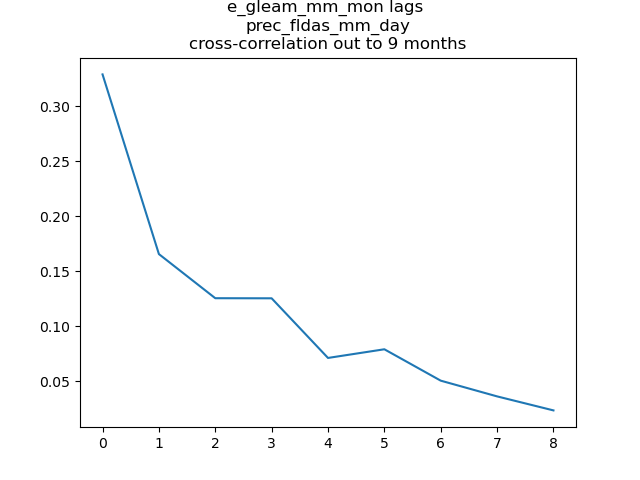 e_gleam_mm_mon lags
prec_fldas_mm_day
cross-correlation out to 9 months
0.30
0.25
0.20
0.15
0.10
0.05
0 1 2 3 4 5 6 7 8